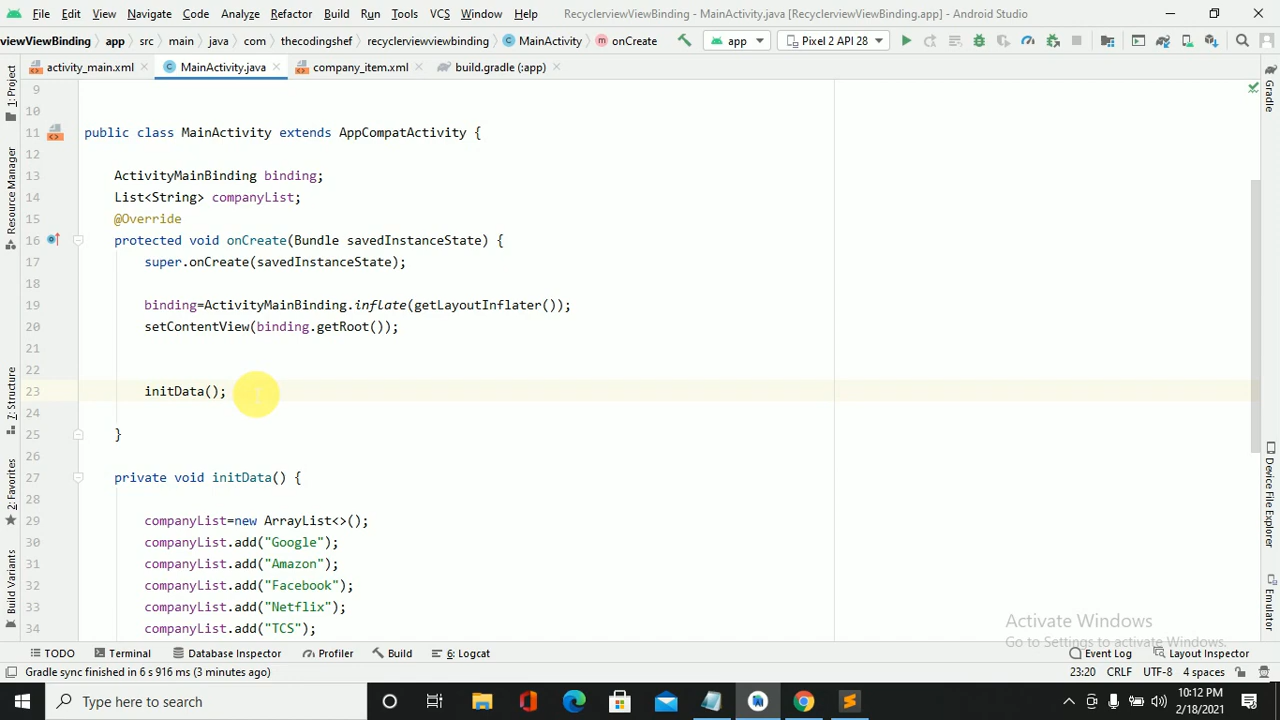 File Edit View Navigate Code Analyze Refactor Build Run Tools VCS Window Help RecyclerviewViewBinding - MainActivity.java [RecyclerviewViewBinding.app] - Android Studio
viewViewBinding app src main java com thecodingshef recyclerviewviewbinding MainActivity onCreate app Pixel 2 API 28
activity_main.xml MainActivity.java company_item.xml build.gradle (:app)
1: Project
Resource Manager
7: Structure
2: Favorites
Build Variants
9
10
11 public class MainActivity extends AppCompatActivity {
12
13 ActivityMainBinding binding;
14 List<String> companyList;
15 @Override
16 protected void onCreate(Bundle savedInstanceState) {
17 super.onCreate(savedInstanceState);
18
19 binding=ActivityMainBinding.inflate(getLayoutInflater());
20 setContentView(binding.getRoot());
21
22
23 initData();
24
25 }
26
27 private void initData() {
28
29 companyList=new ArrayList<>();
30 companyList.add("Google");
31 companyList.add("Amazon");
32 companyList.add("Facebook");
33 companyList.add("Netflix");
34 companyList.add("TCS");
Gradle
Device File Explorer
Emulator
Activate Windows
Go to Settings to activate Windows.
TODO Terminal Database Inspector Profiler Build 6: Logcat Event Log Layout Inspector
Gradle sync finished in 6 s 916 ms (3 minutes ago) 23:20 CRLF UTF-8 4 spaces
Type here to search
10:12 PM
2/18/2021